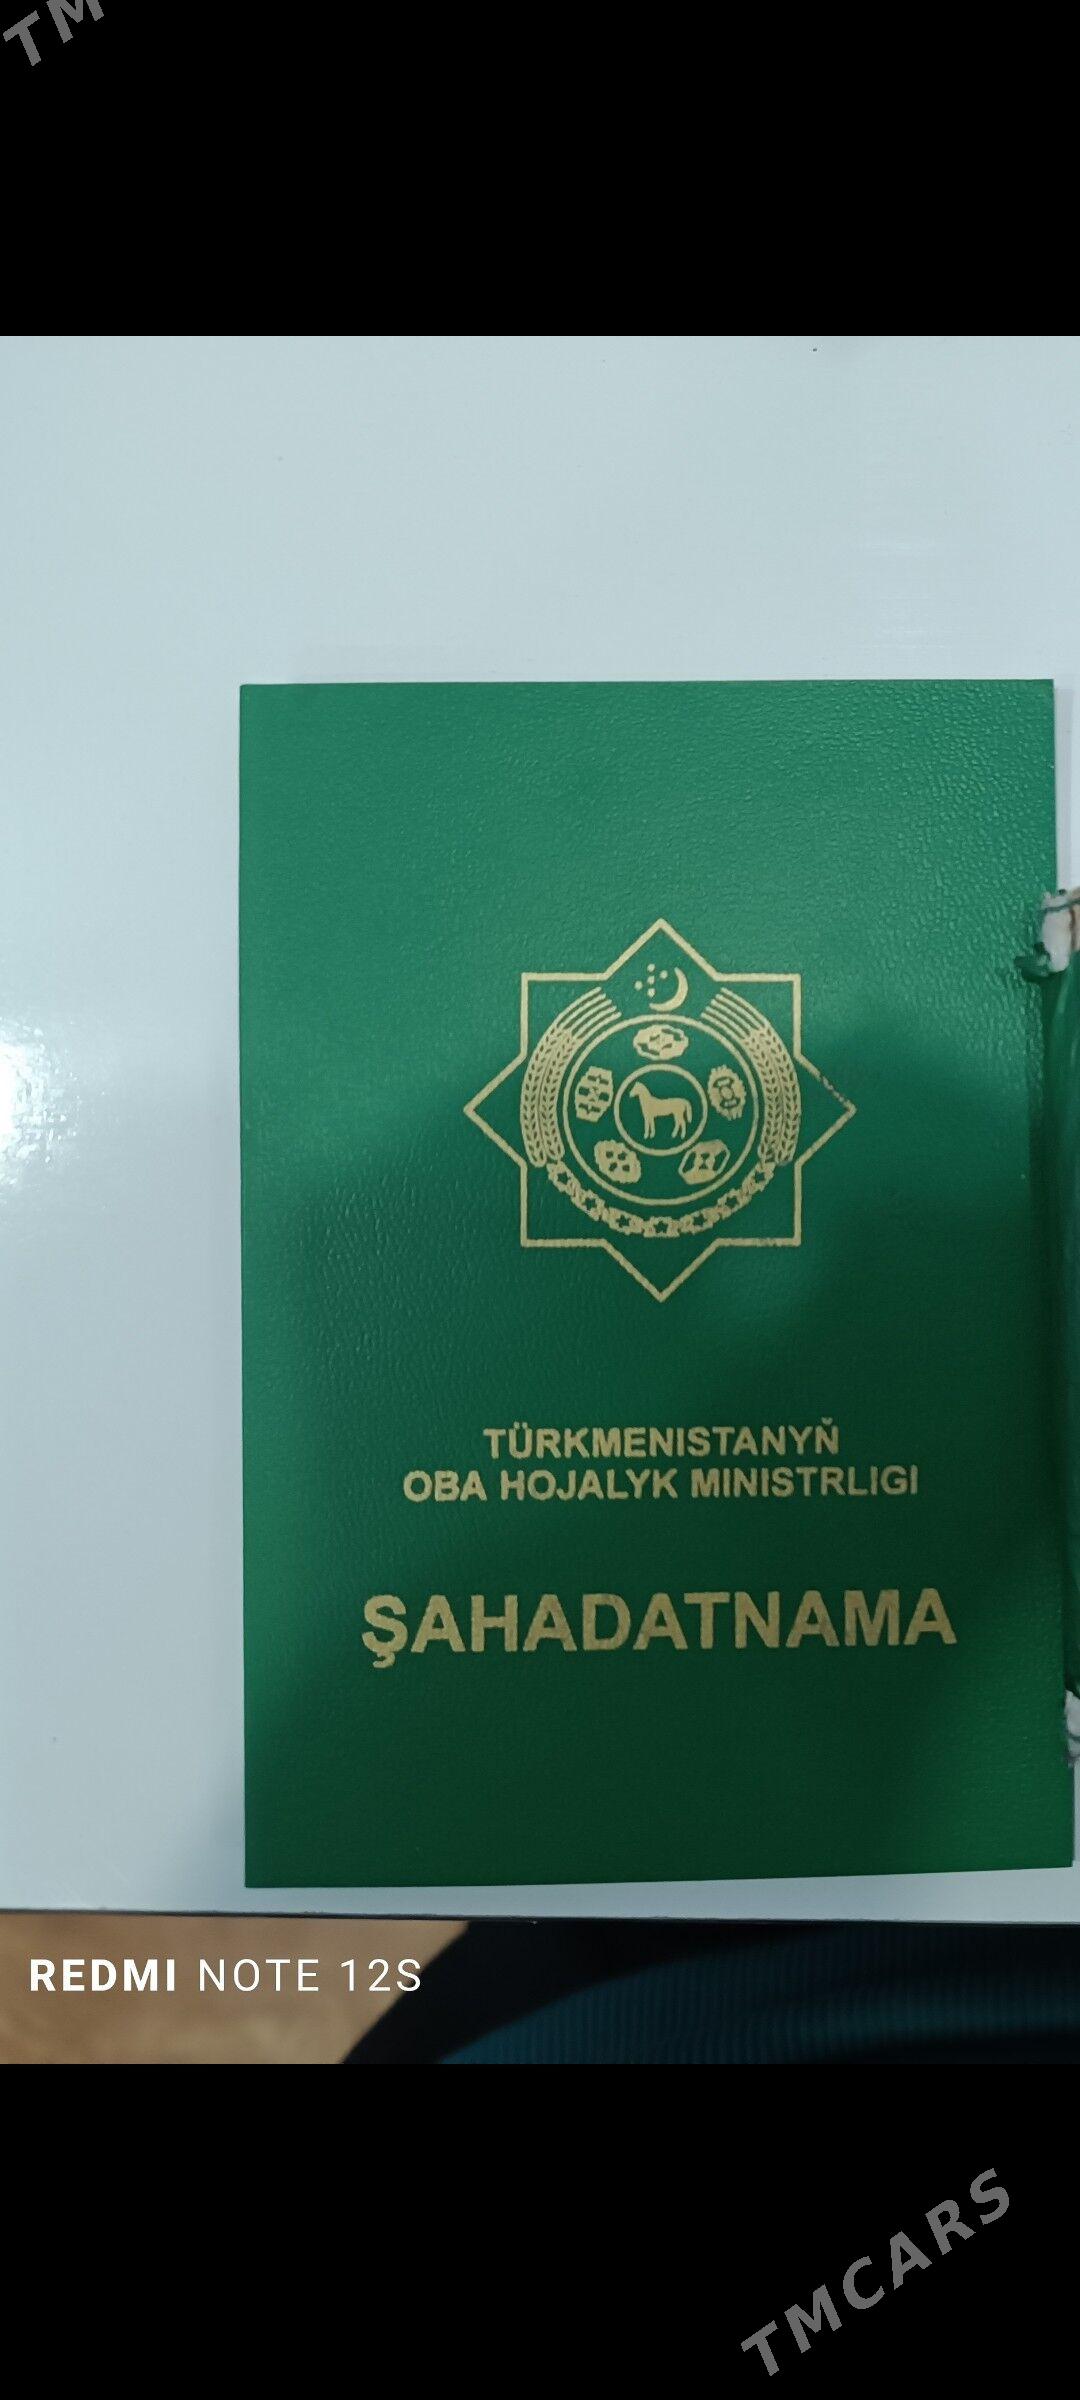 TM
TÜRKMENISTANYŇ
OBA HOJALYK MINISTRLIGI
ŞAHADATNAMA
REDMI NOTE 12S
TMCARS